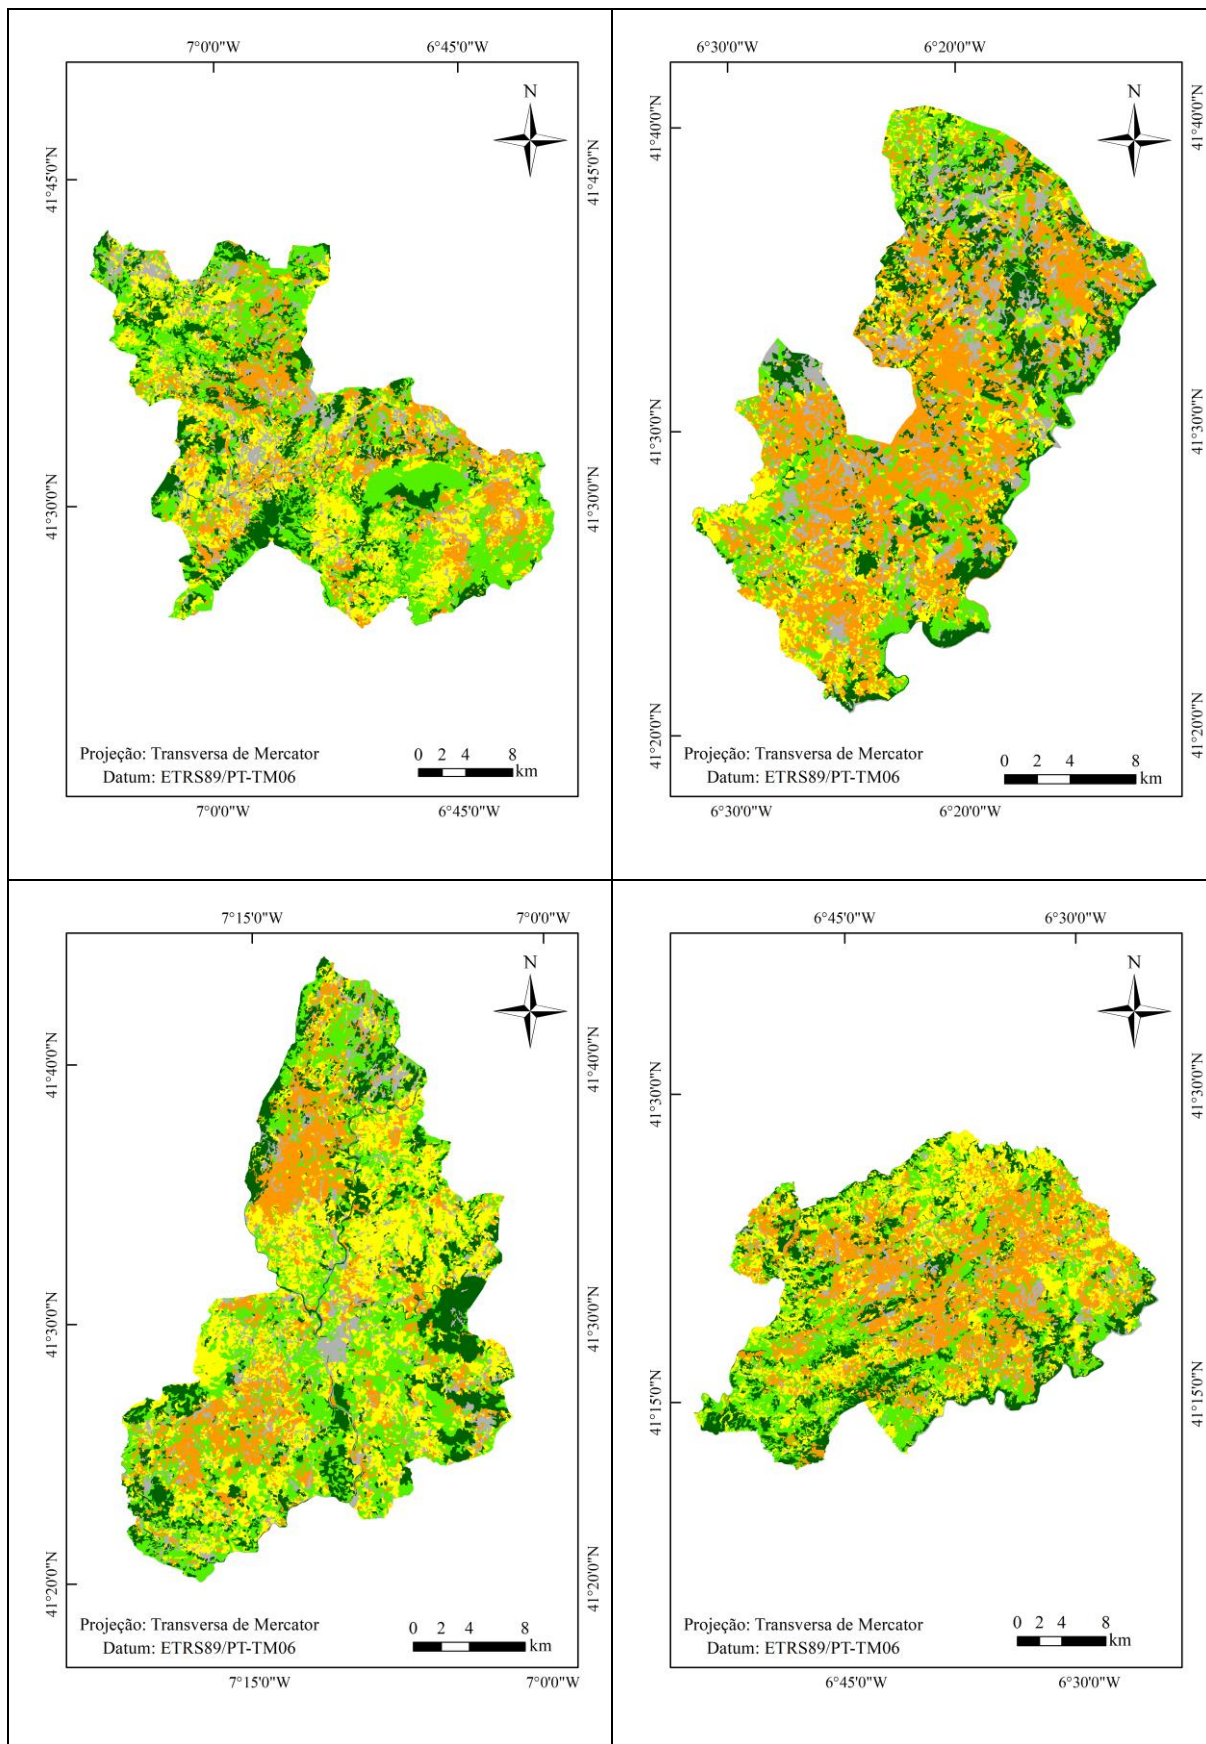 7°0'0"W 6°45'0"W
N
41°45'0"N 41°45'0"N
41°30'0"N 41°30'0"N
Projeção: Transversa de Mercator
Datum: ETRS89/PT-TM06
0 2 4 8
km
7°0'0"W 6°45'0"W
6°30'0"W 6°20'0"W
N
41°40'0"N 41°40'0"N
41°30'0"N 41°30'0"N
41°20'0"N 41°20'0"N
Projeção: Transversa de Mercator
Datum: ETRS89/PT-TM06
0 2 4 8
km
6°30'0"W 6°20'0"W
7°15'0"W 7°0'0"W
N
41°40'0"N 41°40'0"N
41°30'0"N 41°30'0"N
41°20'0"N 41°20'0"N
Projeção: Transversa de Mercator
Datum: ETRS89/PT-TM06
0 2 4 8
km
7°15'0"W 7°0'0"W
6°45'0"W 6°30'0"W
N
41°30'0"N 41°30'0"N
41°15'0"N 41°15'0"N
Projeção: Transversa de Mercator
Datum: ETRS89/PT-TM06
0 2 4 8
km
6°45'0"W 6°30'0"W